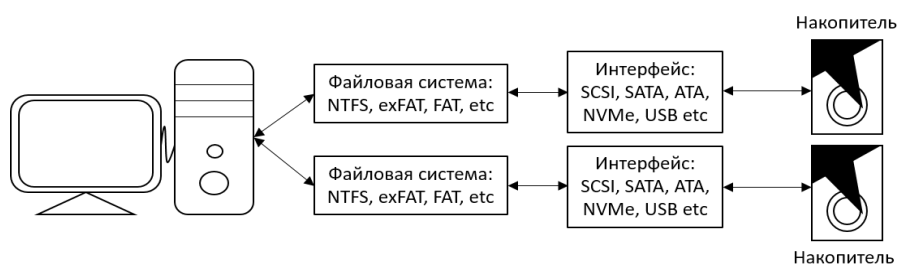 Накопитель
Файловая система:
NTFS, exFAT, FAT, etc
Интерфейс:
SCSI, SATA, ATA,
NVMe, USB etc
Файловая система:
NTFS, exFAT, FAT, etc
Интерфейс:
SCSI, SATA, ATA,
NVMe, USB etc
Накопитель